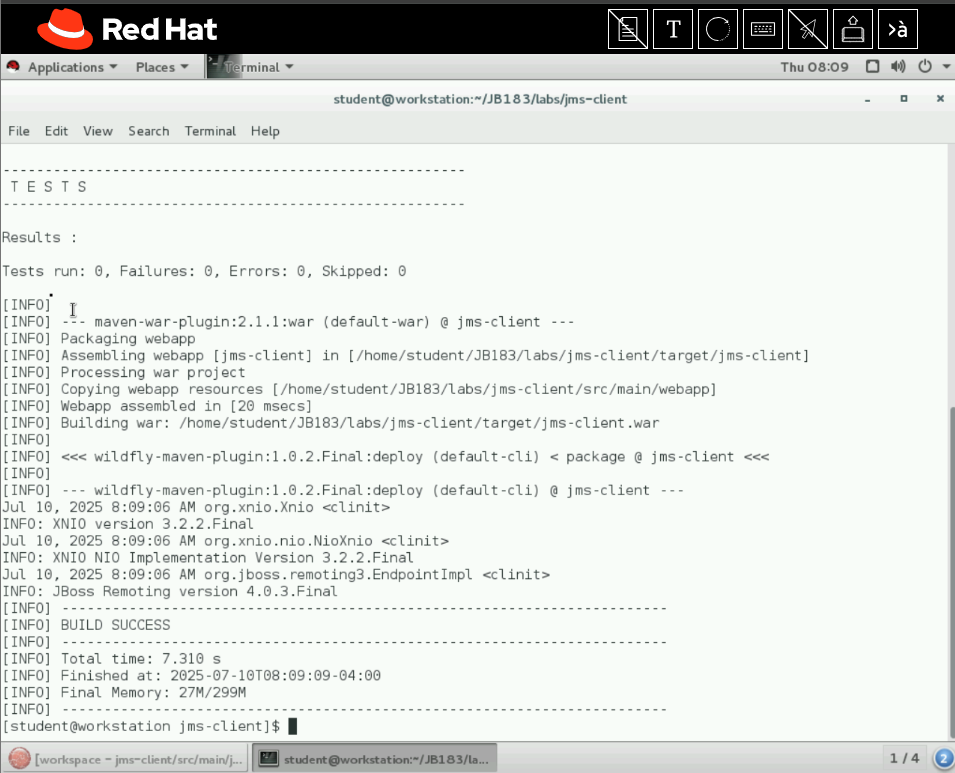 Red Hat
T
>à
Applications Places Terminal Thu 08:09
student@workstation:~/JB183/labs/jms-client
File Edit View Search Terminal Help
-------------------------------------------------------
 T E S T S
-------------------------------------------------------
Results :
Tests run: 0, Failures: 0, Errors: 0, Skipped: 0
[INFO]
[INFO] --- maven-war-plugin:2.1.1:war (default-war) @ jms-client ---
[INFO] Packaging webapp
[INFO] Assembling webapp [jms-client] in [/home/student/JB183/labs/jms-client/target/jms-client]
[INFO] Processing war project
[INFO] Copying webapp resources [/home/student/JB183/labs/jms-client/src/main/webapp]
[INFO] Webapp assembled in [20 msecs]
[INFO] Building war: /home/student/JB183/labs/jms-client/target/jms-client.war
[INFO]
[INFO] <<< wildfly-maven-plugin:1.0.2.Final:deploy (default-cli) < package @ jms-client <<<
[INFO]
[INFO] --- wildfly-maven-plugin:1.0.2.Final:deploy (default-cli) @ jms-client ---
Jul 10, 2025 8:09:06 AM org.xnio.Xnio <clinit>
INFO: XNIO version 3.2.2.Final
Jul 10, 2025 8:09:06 AM org.xnio.nio.NioXnio <clinit>
INFO: XNIO NIO Implementation Version 3.2.2.Final
Jul 10, 2025 8:09:06 AM org.jboss.remoting3.EndpointImpl <clinit>
INFO: JBoss Remoting version 4.0.3.Final
[INFO] ------------------------------------------------------------------------
[INFO] BUILD SUCCESS
[INFO] ------------------------------------------------------------------------
[INFO] Total time: 7.310 s
[INFO] Finished at: 2025-07-10T08:09:09-04:00
[INFO] Final Memory: 27M/299M
[INFO] ------------------------------------------------------------------------
[student@workstation jms-client]$
[workspace - jms-client/src/main/j... student@workstation:~/JB183/la... 1 / 4 2